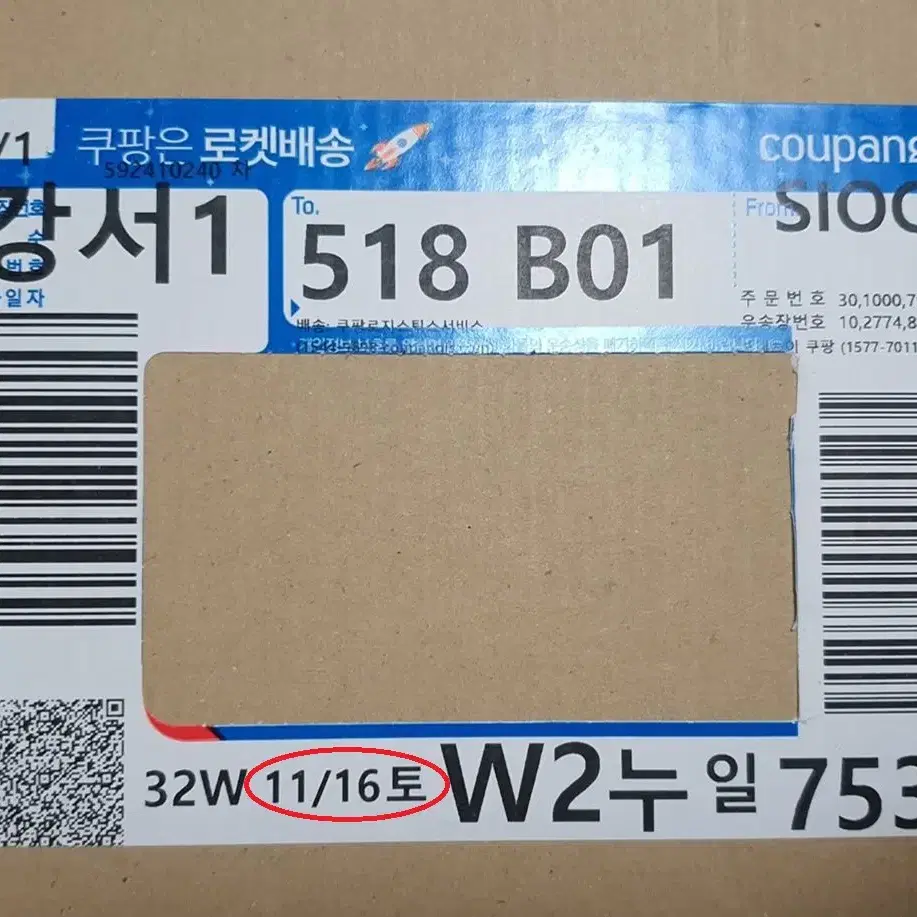 /1 쿠팡은 로켓배송 coupang
592410240 차
강서1
To.
518 B01
From
SIOC
일자
주문번호 30,1000,7
운송장번호 10,2774,8
배송: 쿠팡로지스틱스서비스
쿠팡 (1577-7011
32W 11/16토 W2누 일 753